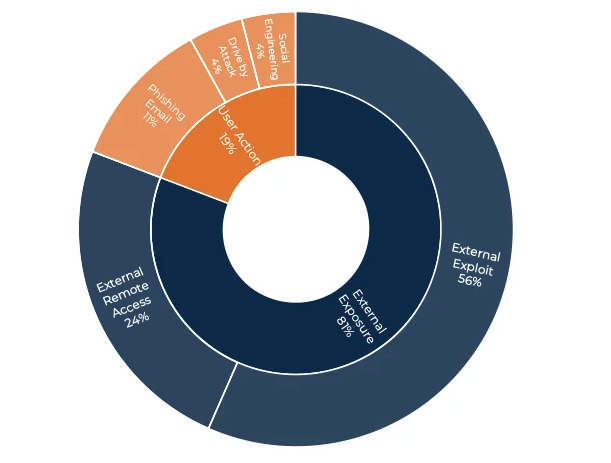 Social
Engineering
4%
Drive by
Attack
4%
Phishing
Email
11%
User Action
19%
External
Exploit
56%
External
Remote
Access
24%
External
Exposure
81%